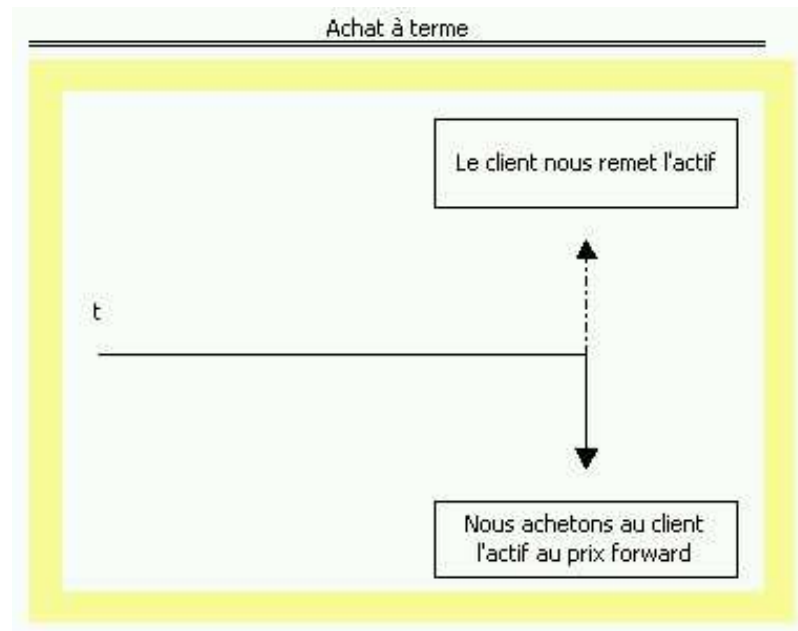 Achat à terme
Le client nous remet l'actif
t
Nous achetons au client
l'actif au prix forward